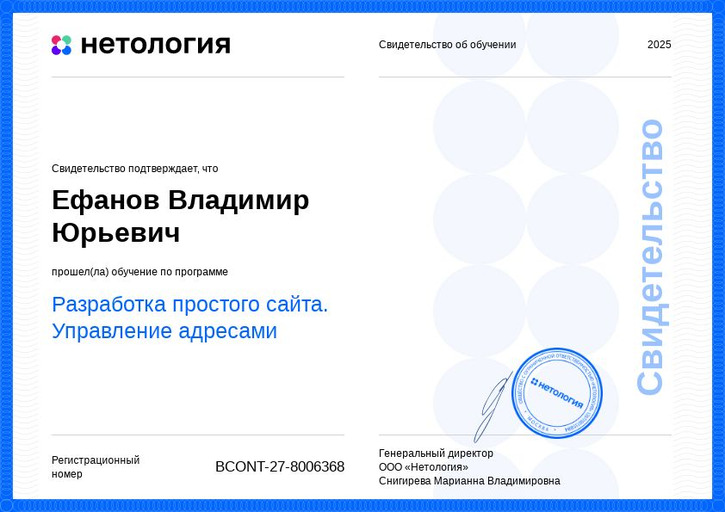 нетология
Свидетельство об обучении
2025
Свидетельство подтверждает, что
Ефанов Владимир
Юрьевич
прошел(ла) обучение по программе
Разработка простого сайта.
Управление адресами
Свидетельство
нетология
МОСКВА
Регистрационный
номер
BCONT-27-8006368
Генеральный директор
ООО «Нетология»
Снигирева Марианна Владимировна